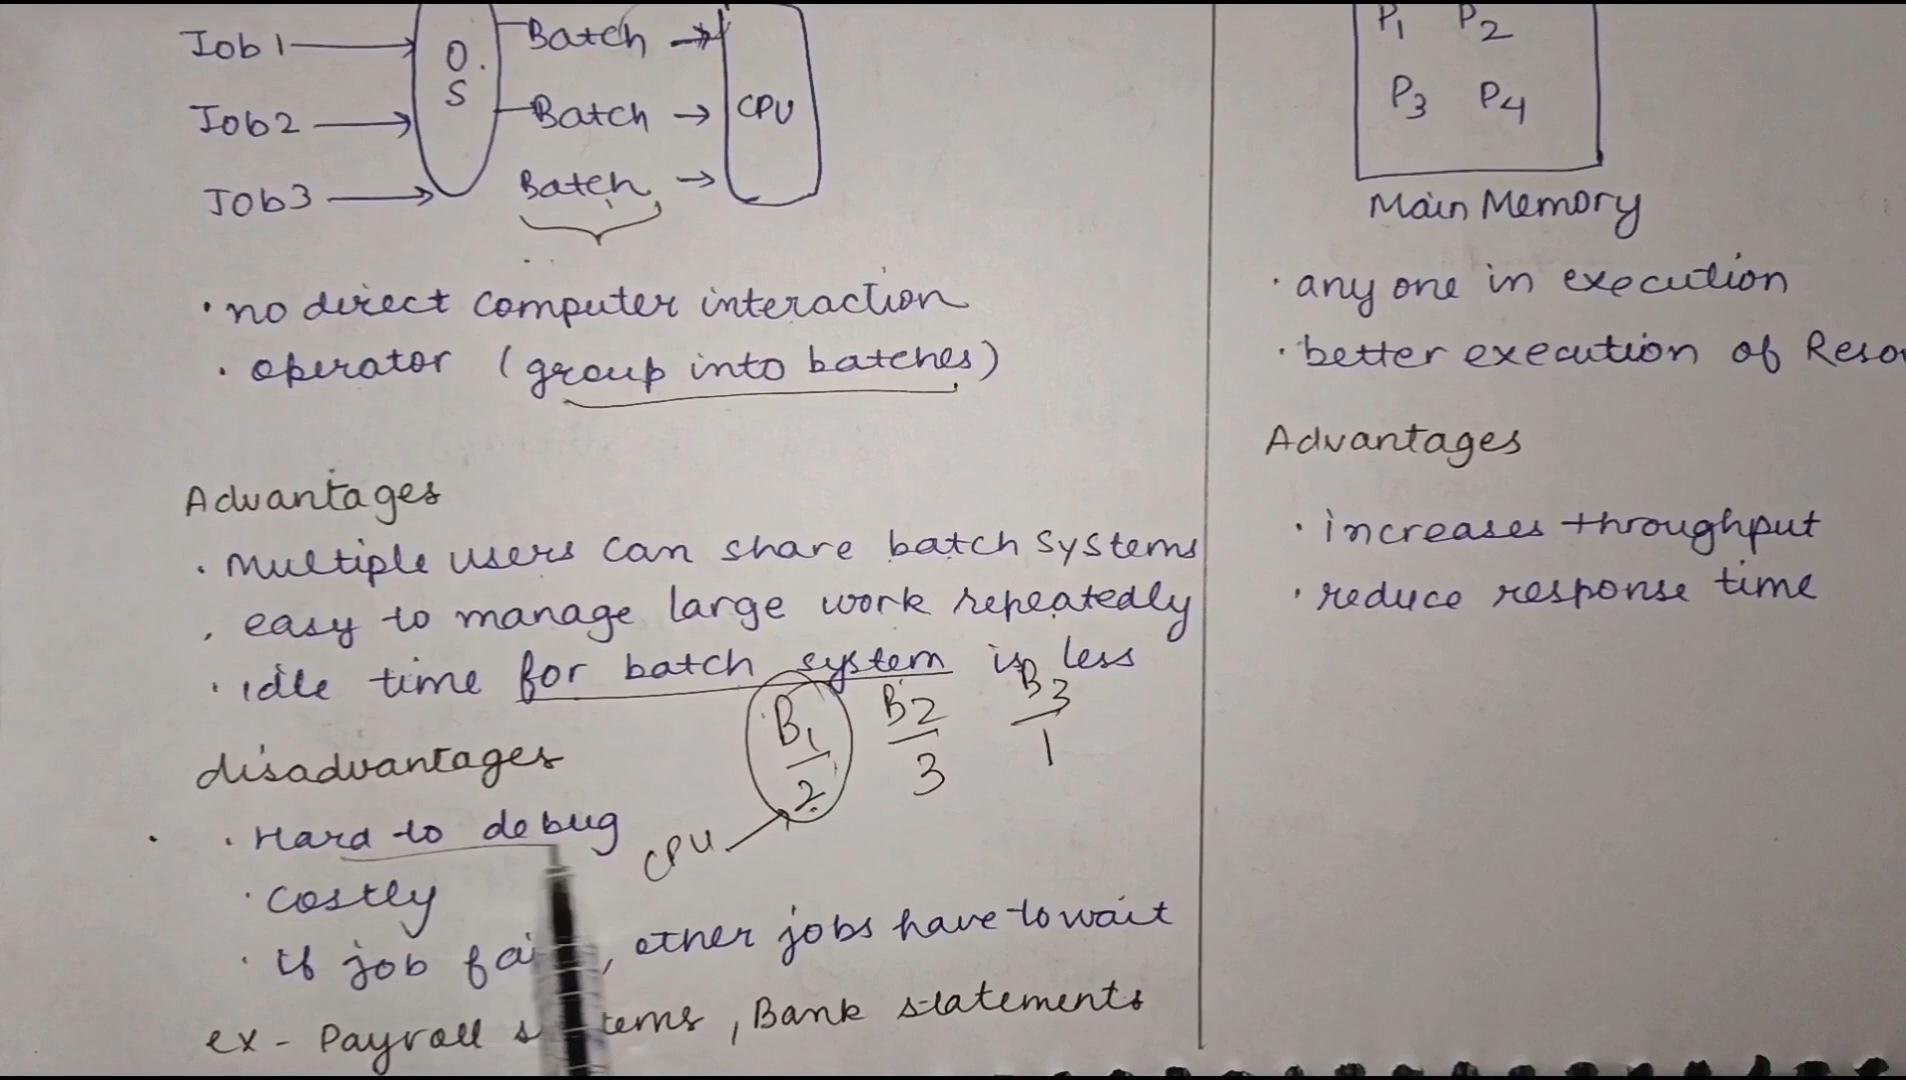 Job 1
O.
S
Batch
CPU
Job2
Batch
Job3
Batch
• no direct computer interaction
• operator (group into batches)
Advantages
• Multiple users can share batch systems
• easy to manage large work repeatedly
• idle time for batch system is less
B1/2 B2/3 B3/1
CPU
disadvantages
• Hard to debug
• costly
• if job , other jobs have to wait
ex - Payroll , Bank statements
P1 P2
P3 P4
Main Memory
• any one in execution
• better execution of Reso
Advantages
• increases throughput
• reduce response time